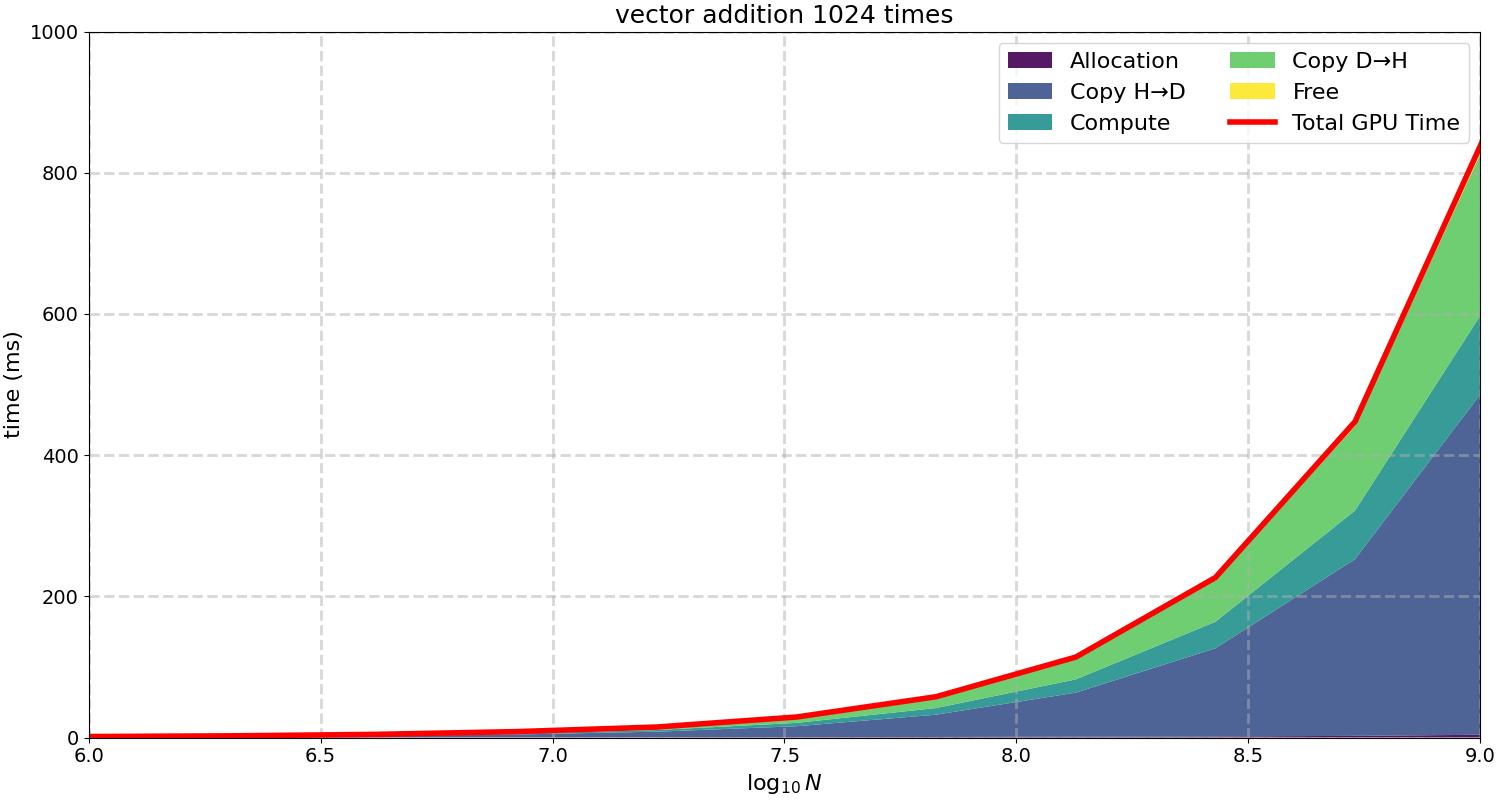 vector addition 1024 times
1000
800
600
400
200
0
time (ms)
Allocation
Copy H→D
Compute
Copy D→H
Free
Total GPU Time
6.0 6.5 7.0 7.5 8.0 8.5 9.0
log₁₀ N